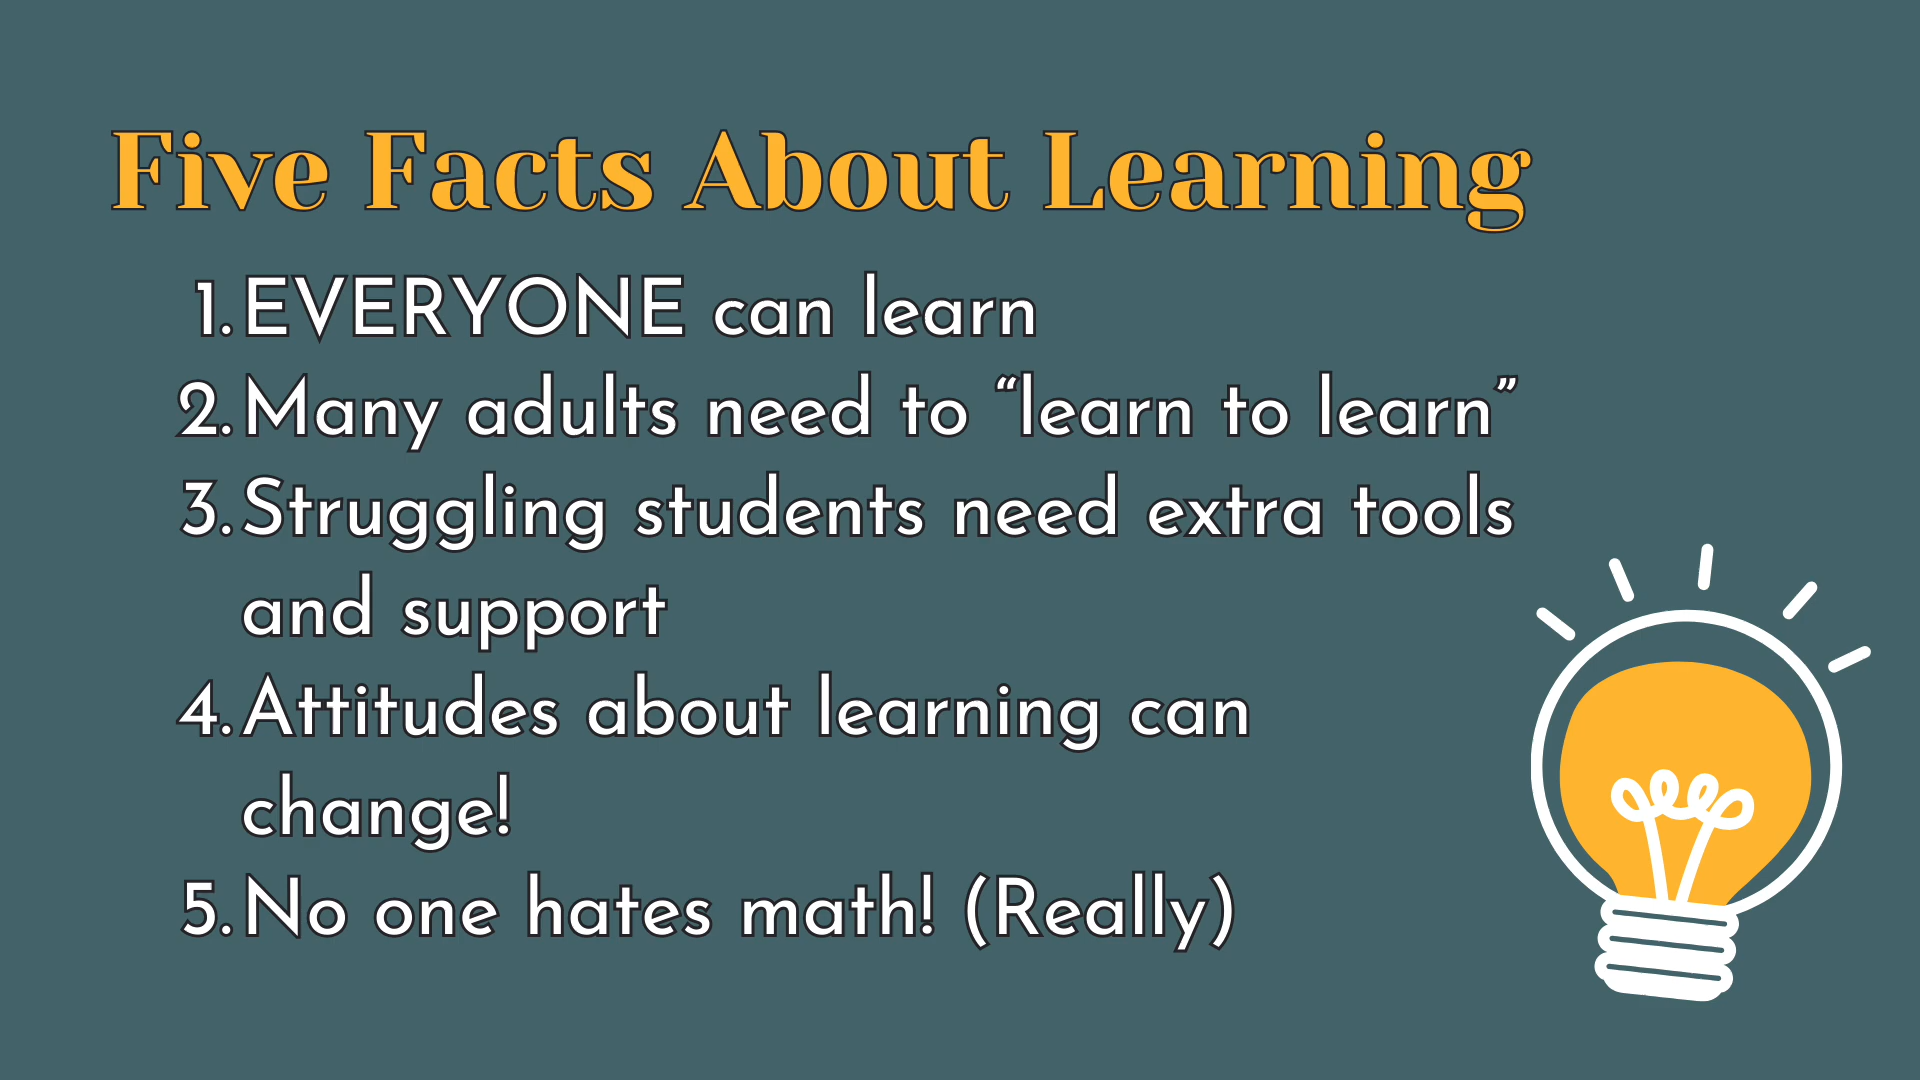 Five Facts About Learning
1. EVERYONE can learn
2. Many adults need to “learn to learn”
3. Struggling students need extra tools
and support
4. Attitudes about learning can
change!
5. No one hates math! (Really)